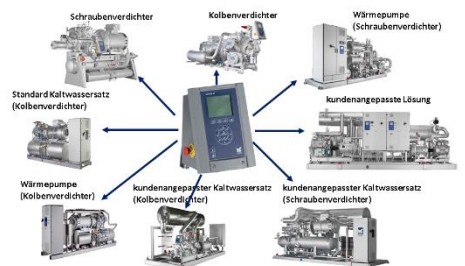 Schraubenverdichter
Kolbenverdichter
Wärmepumpe
(Schraubenverdichter)
Standard Kaltwassersatz
(Kolbenverdichter)
kundenangepasste Lösung
Wärmepumpe
(Kolbenverdichter)
kundenangepasster Kaltwassersatz
(Kolbenverdichter)
kundenangepasster Kaltwassersatz
(Schraubenverdichter)